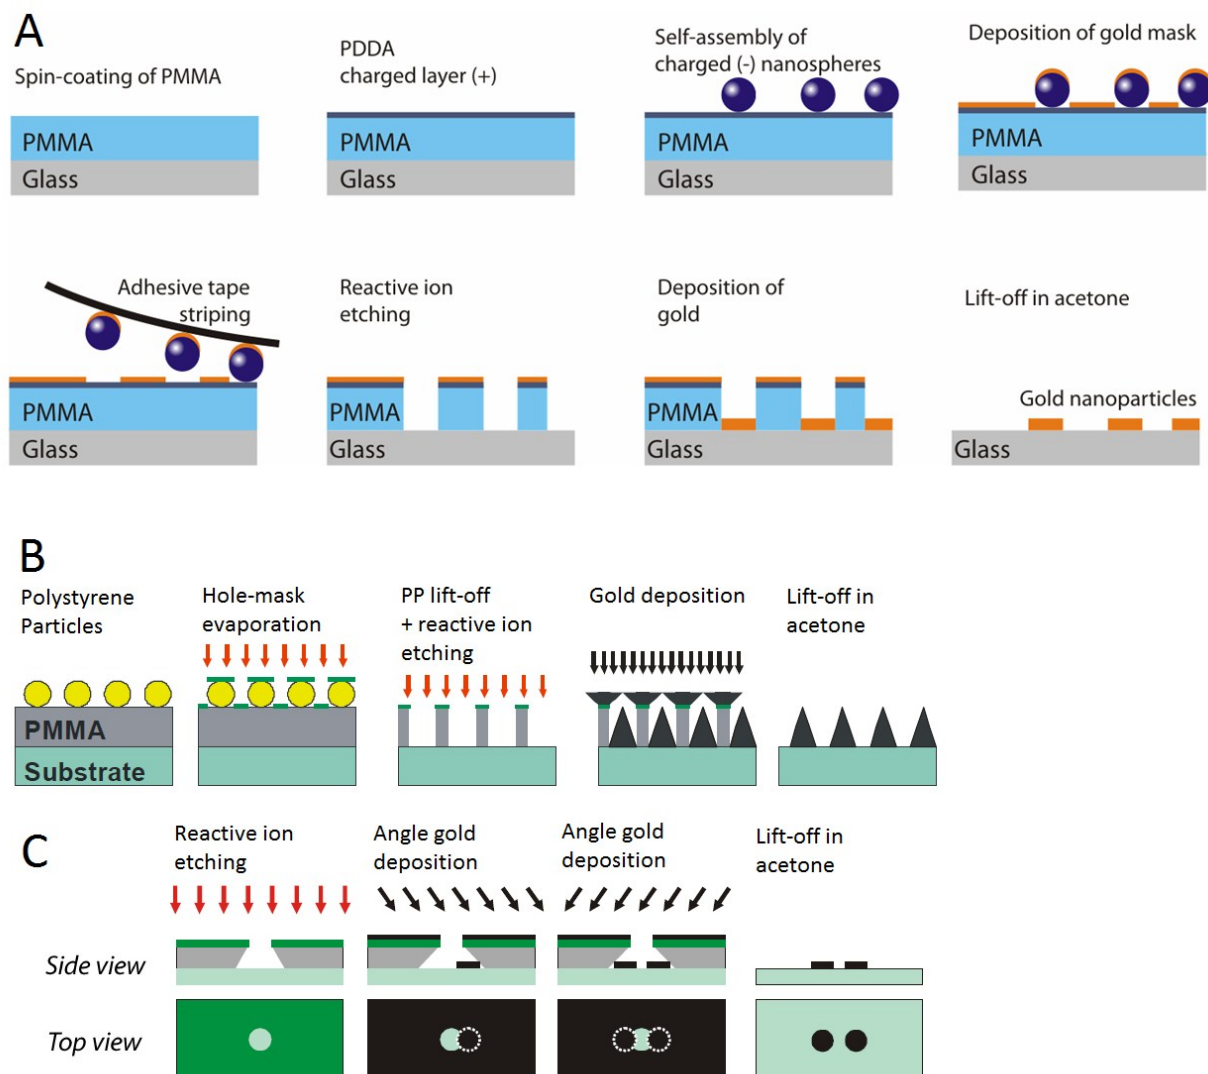 A
Spin-coating of PMMA
PMMA
Glass
PDDA
charged layer (+)
PMMA
Glass
Self-assembly of
charged (-) nanospheres
PMMA
Glass
Deposition of gold mask
PMMA
Glass
Adhesive tape
striping
PMMA
Glass
Reactive ion
etching
PMMA
Glass
Deposition of
gold
PMMA
Glass
Lift-off in acetone
Gold nanoparticles
Glass
B
Polystyrene
Particles
PMMA
Substrate
Hole-mask
evaporation
PP lift-off
+ reactive ion
etching
Gold deposition
Lift-off in
acetone
C
Reactive ion
etching
Angle gold
deposition
Angle gold
deposition
Lift-off in
acetone
Side view
Top view